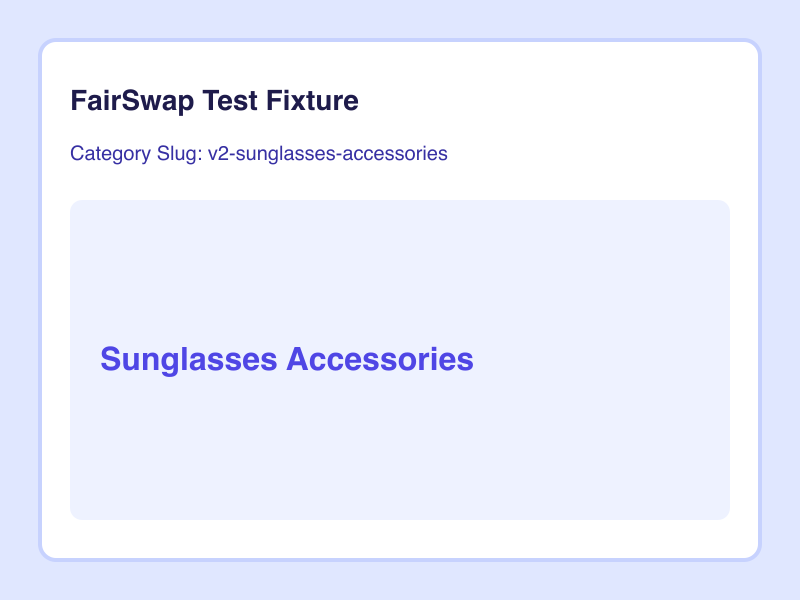 FairSwap Test Fixture
Category Slug: v2-sunglasses-accessories
Sunglasses Accessories